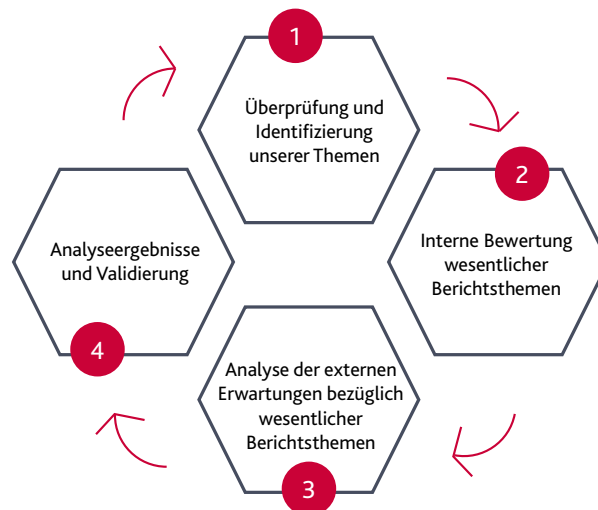 1
Überprüfung und
Identifizierung
unserer Themen
2
Interne Bewertung
wesentlicher
Berichtsthemen
3
Analyse der externen
Erwartungen bezüglich
wesentlicher
Berichtsthemen
4
Analyseergebnisse
und Validierung